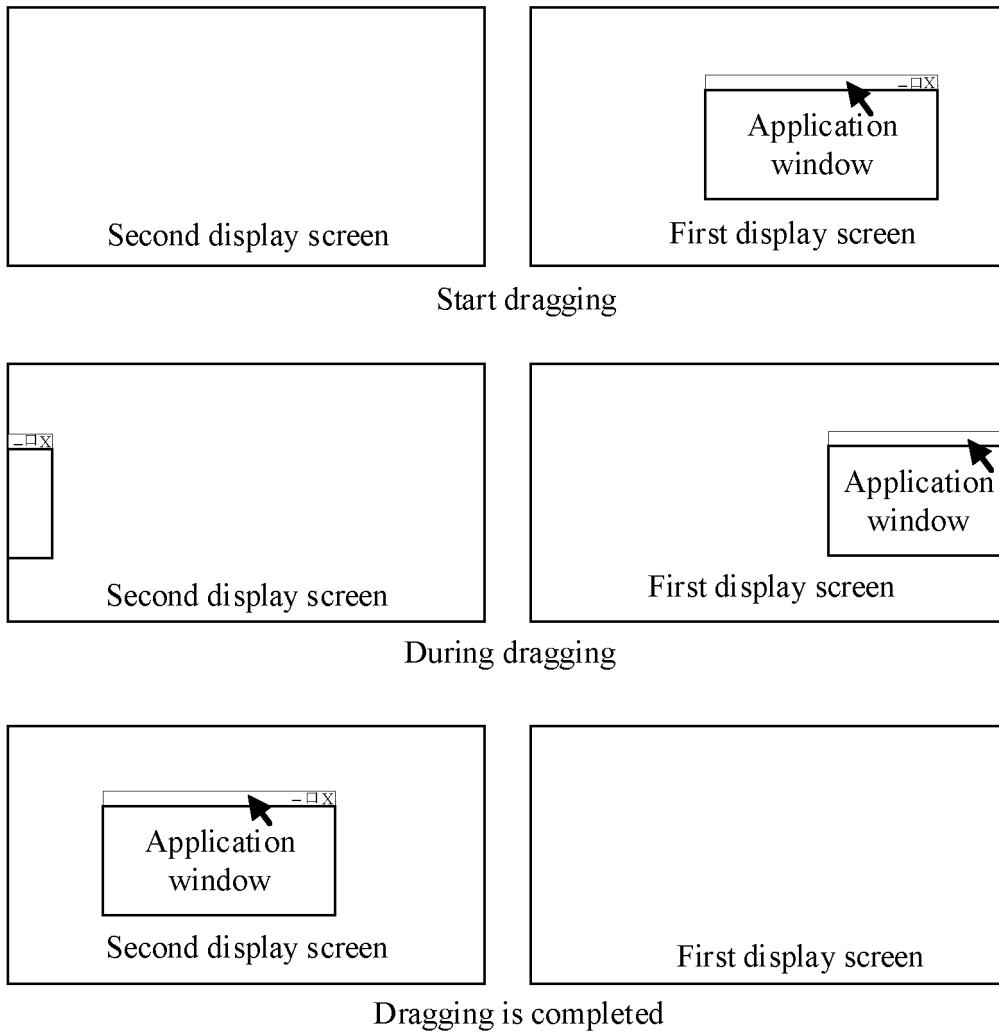 _ □ X
Application
window
Second display screen
First display screen
Start dragging
_ □ X
Application
window
Second display screen
First display screen
During dragging
_ □ X
Application
window
Second display screen
First display screen
Dragging is completed